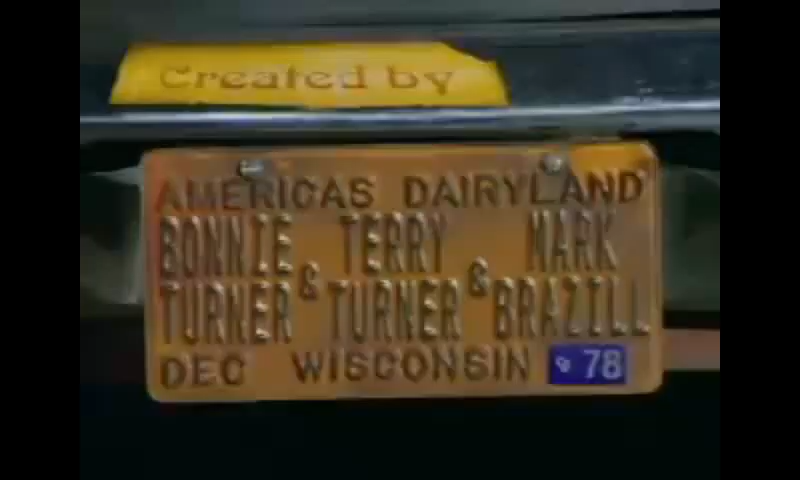 Created by
AMERICAS DAIRYLAND
BONNIE TERRY MARK
& &
TURNER TURNER BRAZILL
DEC WISCONSIN 78